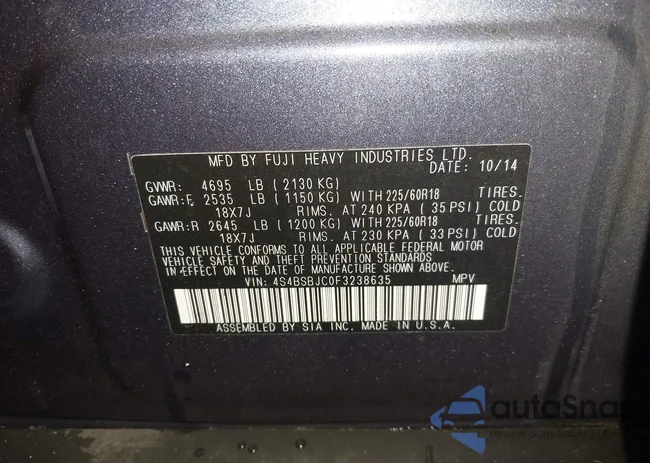 MFD BY FUJI HEAVY INDUSTRIES LTD.
DATE: 10/14
GVWR: 4695 LB (2130 KG)
GAWR:F 2535 LB (1150 KG) WITH 225/60R18 TIRES.
18X7J RIMS. AT 240 KPA (35 PSI) COLD
GAWR:R 2645 LB (1200 KG) WITH 225/60R18 TIRES.
18X7J RIMS. AT 230 KPA (33 PSI) COLD
THIS VEHICLE CONFORMS TO ALL APPLICABLE FEDERAL MOTOR
VEHICLE SAFETY AND THEFT PREVENTION STANDARDS
IN EFFECT ON THE DATE OF MANUFACTURE SHOWN ABOVE.
VIN: 4S4BSBJC0F3238635 MPV
ASSEMBLED BY SIA INC. MADE IN U.S.A.
autoSna
Pewne auto